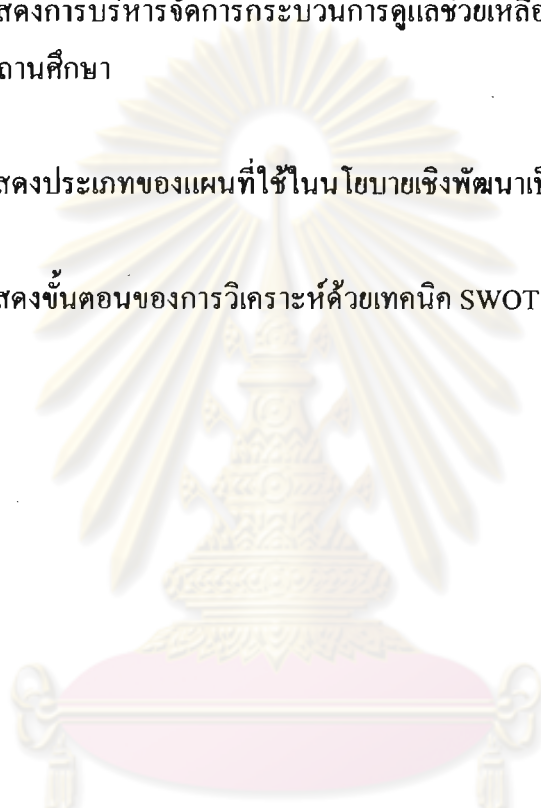 สดงการบริหารจัดการกระบวนการดูแลช่วยเหลือ
ถานศึกษา
สดงประเภทของแผนที่ใช้ในนโยบายเชิงพัฒนาเป็
สดงขั้นตอนของการวิเคราะห์ด้วยเทคนิค SWOT